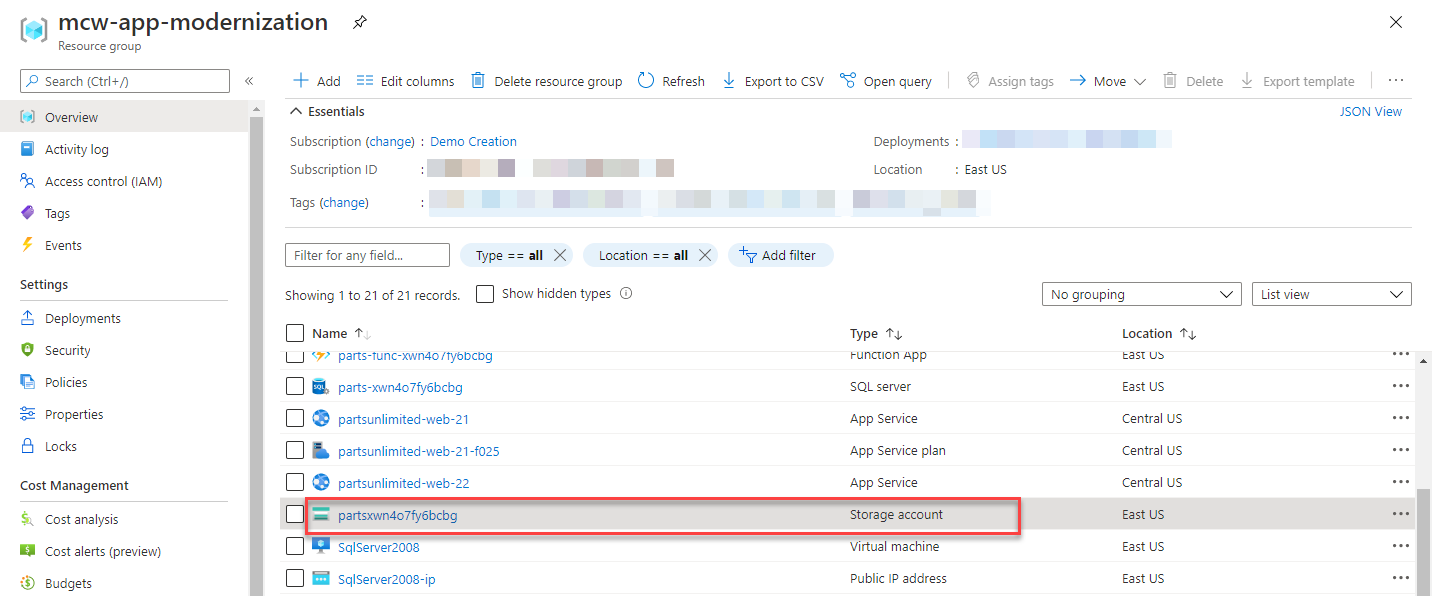 mcw-app-modernization
Resource group
Search (Ctrl+/)
«
Overview
Activity log
Access control (IAM)
Tags
Events
Settings
Deployments
Security
Policies
Properties
Locks
Cost Management
Cost analysis
Cost alerts (preview)
Budgets
Add Edit columns Delete resource group Refresh Export to CSV Open query Assign tags Move Delete Export template ...
Essentials JSON View
Subscription (change) : Demo Creation Deployments :
Subscription ID : Location : East US
Tags (change) :
Filter for any field... Type == all Location == all Add filter
Showing 1 to 21 of 21 records. Show hidden types No grouping List view
Name Type Location
parts-func-xwn4o7fy6bcbg Function App East US ...
parts-xwn4o7fy6bcbg SQL server East US ...
partsunlimited-web-21 App Service Central US ...
partsunlimited-web-21-f025 App Service plan Central US ...
partsunlimited-web-22 App Service Central US ...
partsxwn4o7fy6bcbg Storage account East US ...
SqlServer2008 Virtual machine East US ...
SqlServer2008-ip Public IP address East US ...